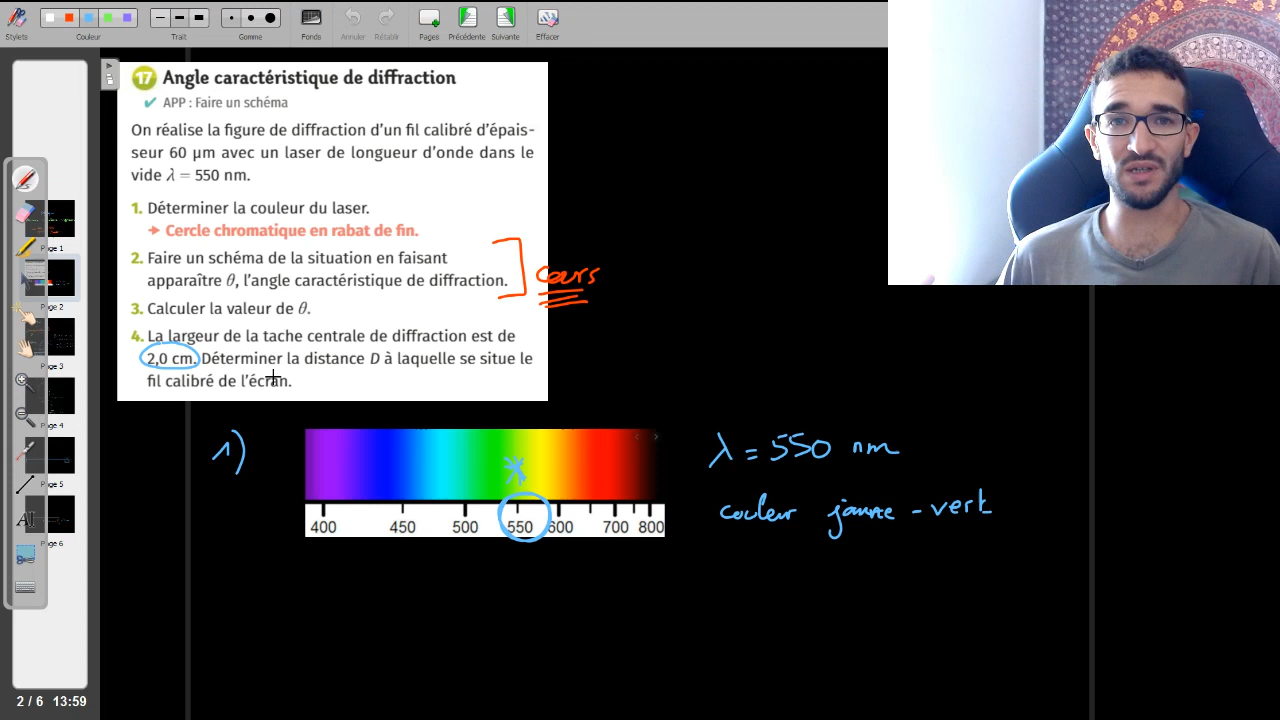 Stylets
Couleur
Trait
Gomme
Fonds
Annuler
Rétablir
Pages
Précédente
Suivante
Effacer
17 Angle caractéristique de diffraction
✔ APP : Faire un schéma
On réalise la figure de diffraction d'un fil calibré d'épais-
seur 60 μm avec un laser de longueur d'onde dans le
vide λ = 550 nm.
1. Déterminer la couleur du laser.
➜ Cercle chromatique en rabat de fin.
2. Faire un schéma de la situation en faisant
apparaître θ, l'angle caractéristique de diffraction.
cours
3. Calculer la valeur de θ.
4. La largeur de la tache centrale de diffraction est de
2,0 cm. Déterminer la distance D à laquelle se situe le
fil calibré de l'écran.
Page 1
Page 2
Page 3
Page 4
Page 5
Page 6
1)
400 450 500 550 600 700 800
λ = 550 nm
couleur jaune - vert
2 / 6 13:59